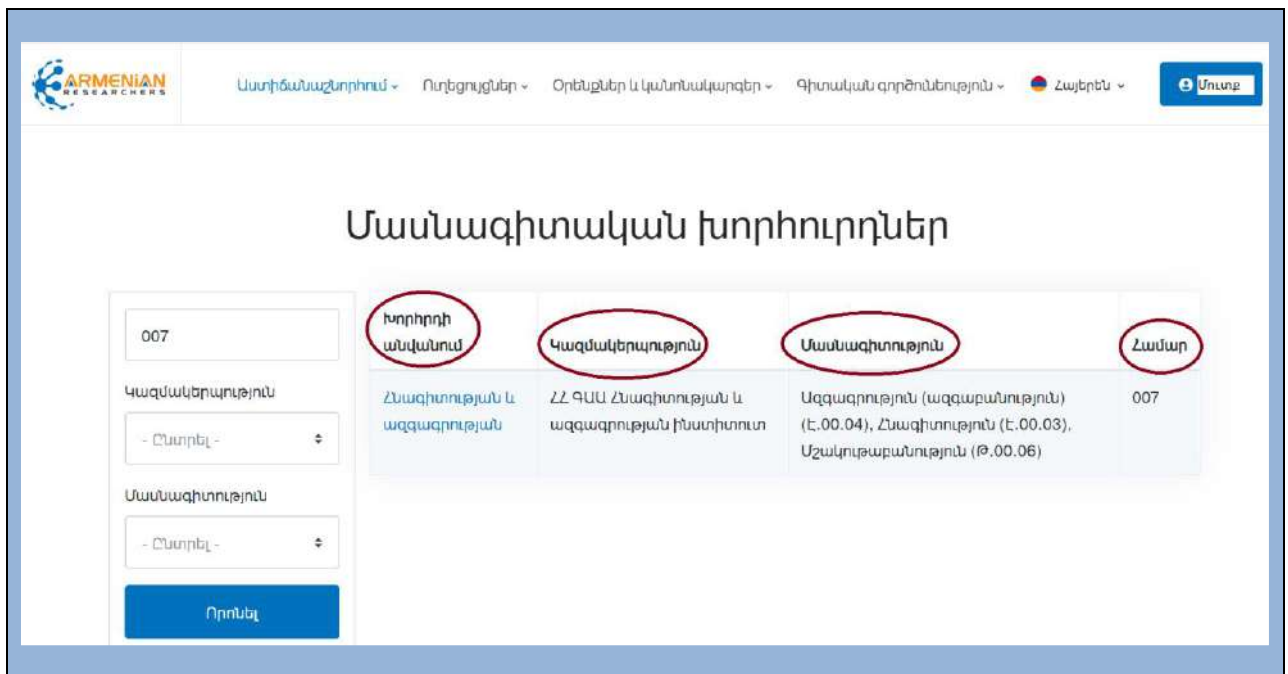 ARMENiAN
RESEARCHERS
Աստիճանաշնորհում
Ուղեցույցներ
Օրենքներ և կանոնակարգեր
Գիտական գործունեություն
Հայերեն
Մուտք
Մասնագիտական խորհուրդներ
007
Կազմակերպություն
- Ընտրել -
Մասնագիտություն
- Ընտրել -
Որոնել
Խորհրդի
անվանում
Կազմակերպություն
Մասնագիտություն
Համար
Հնագիտության և
ազգագրության
ՀՀ ԳԱԱ Հնագիտության և
ազգագրության ինստիտուտ
Ազգագրություն (ազգաբանություն)
(Է.00.04), Հնագիտություն (Է.00.03),
Մշակութաբանություն (Թ.00.06)
007